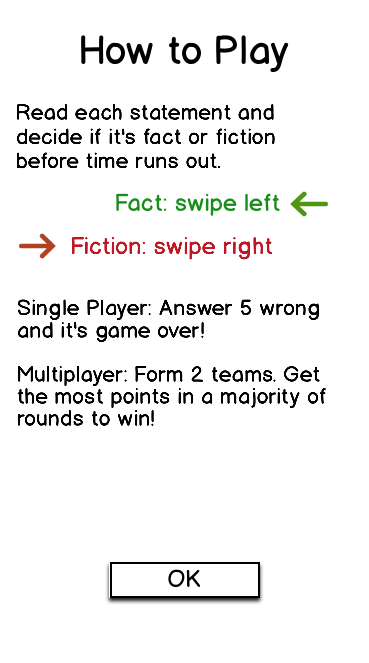 How to Play
Read each statement and
decide if it's fact or fiction
before time runs out.
Fact: swipe left
Fiction: swipe right
Single Player: Answer 5 wrong
and it's game over!
Multiplayer: Form 2 teams. Get
the most points in a majority of
rounds to win!
OK